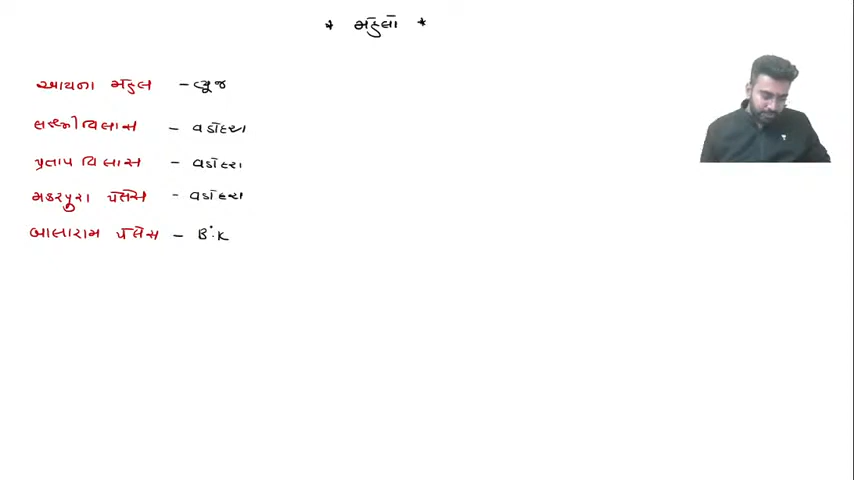 * મહેલો *
આયના મહેલ - ભૂજ
લક્ષ્મી વિલાસ - વડોદરા
પ્રતાપ વિલાસ - વડોદરા
મકરપુરા પેલેસ - વડોદરા
બાલારામ પેલેસ - B.K